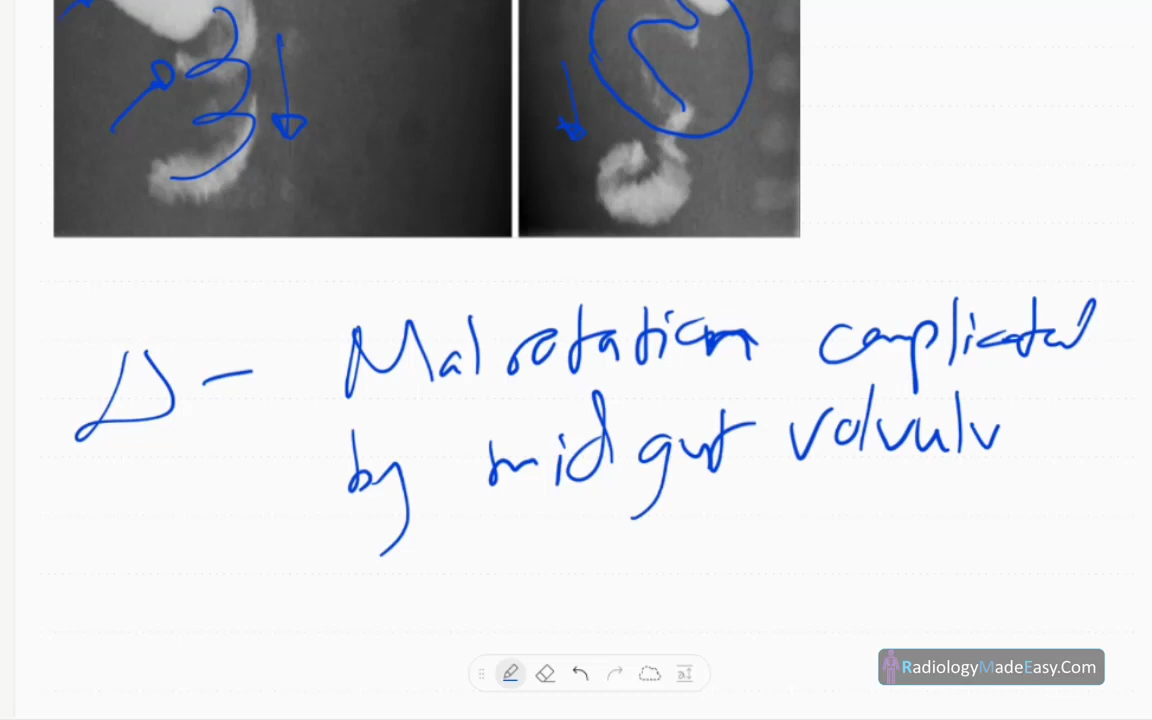 Δ - Malrotation complicated
by midgut volvulu
RadiologyMadeEasy.Com